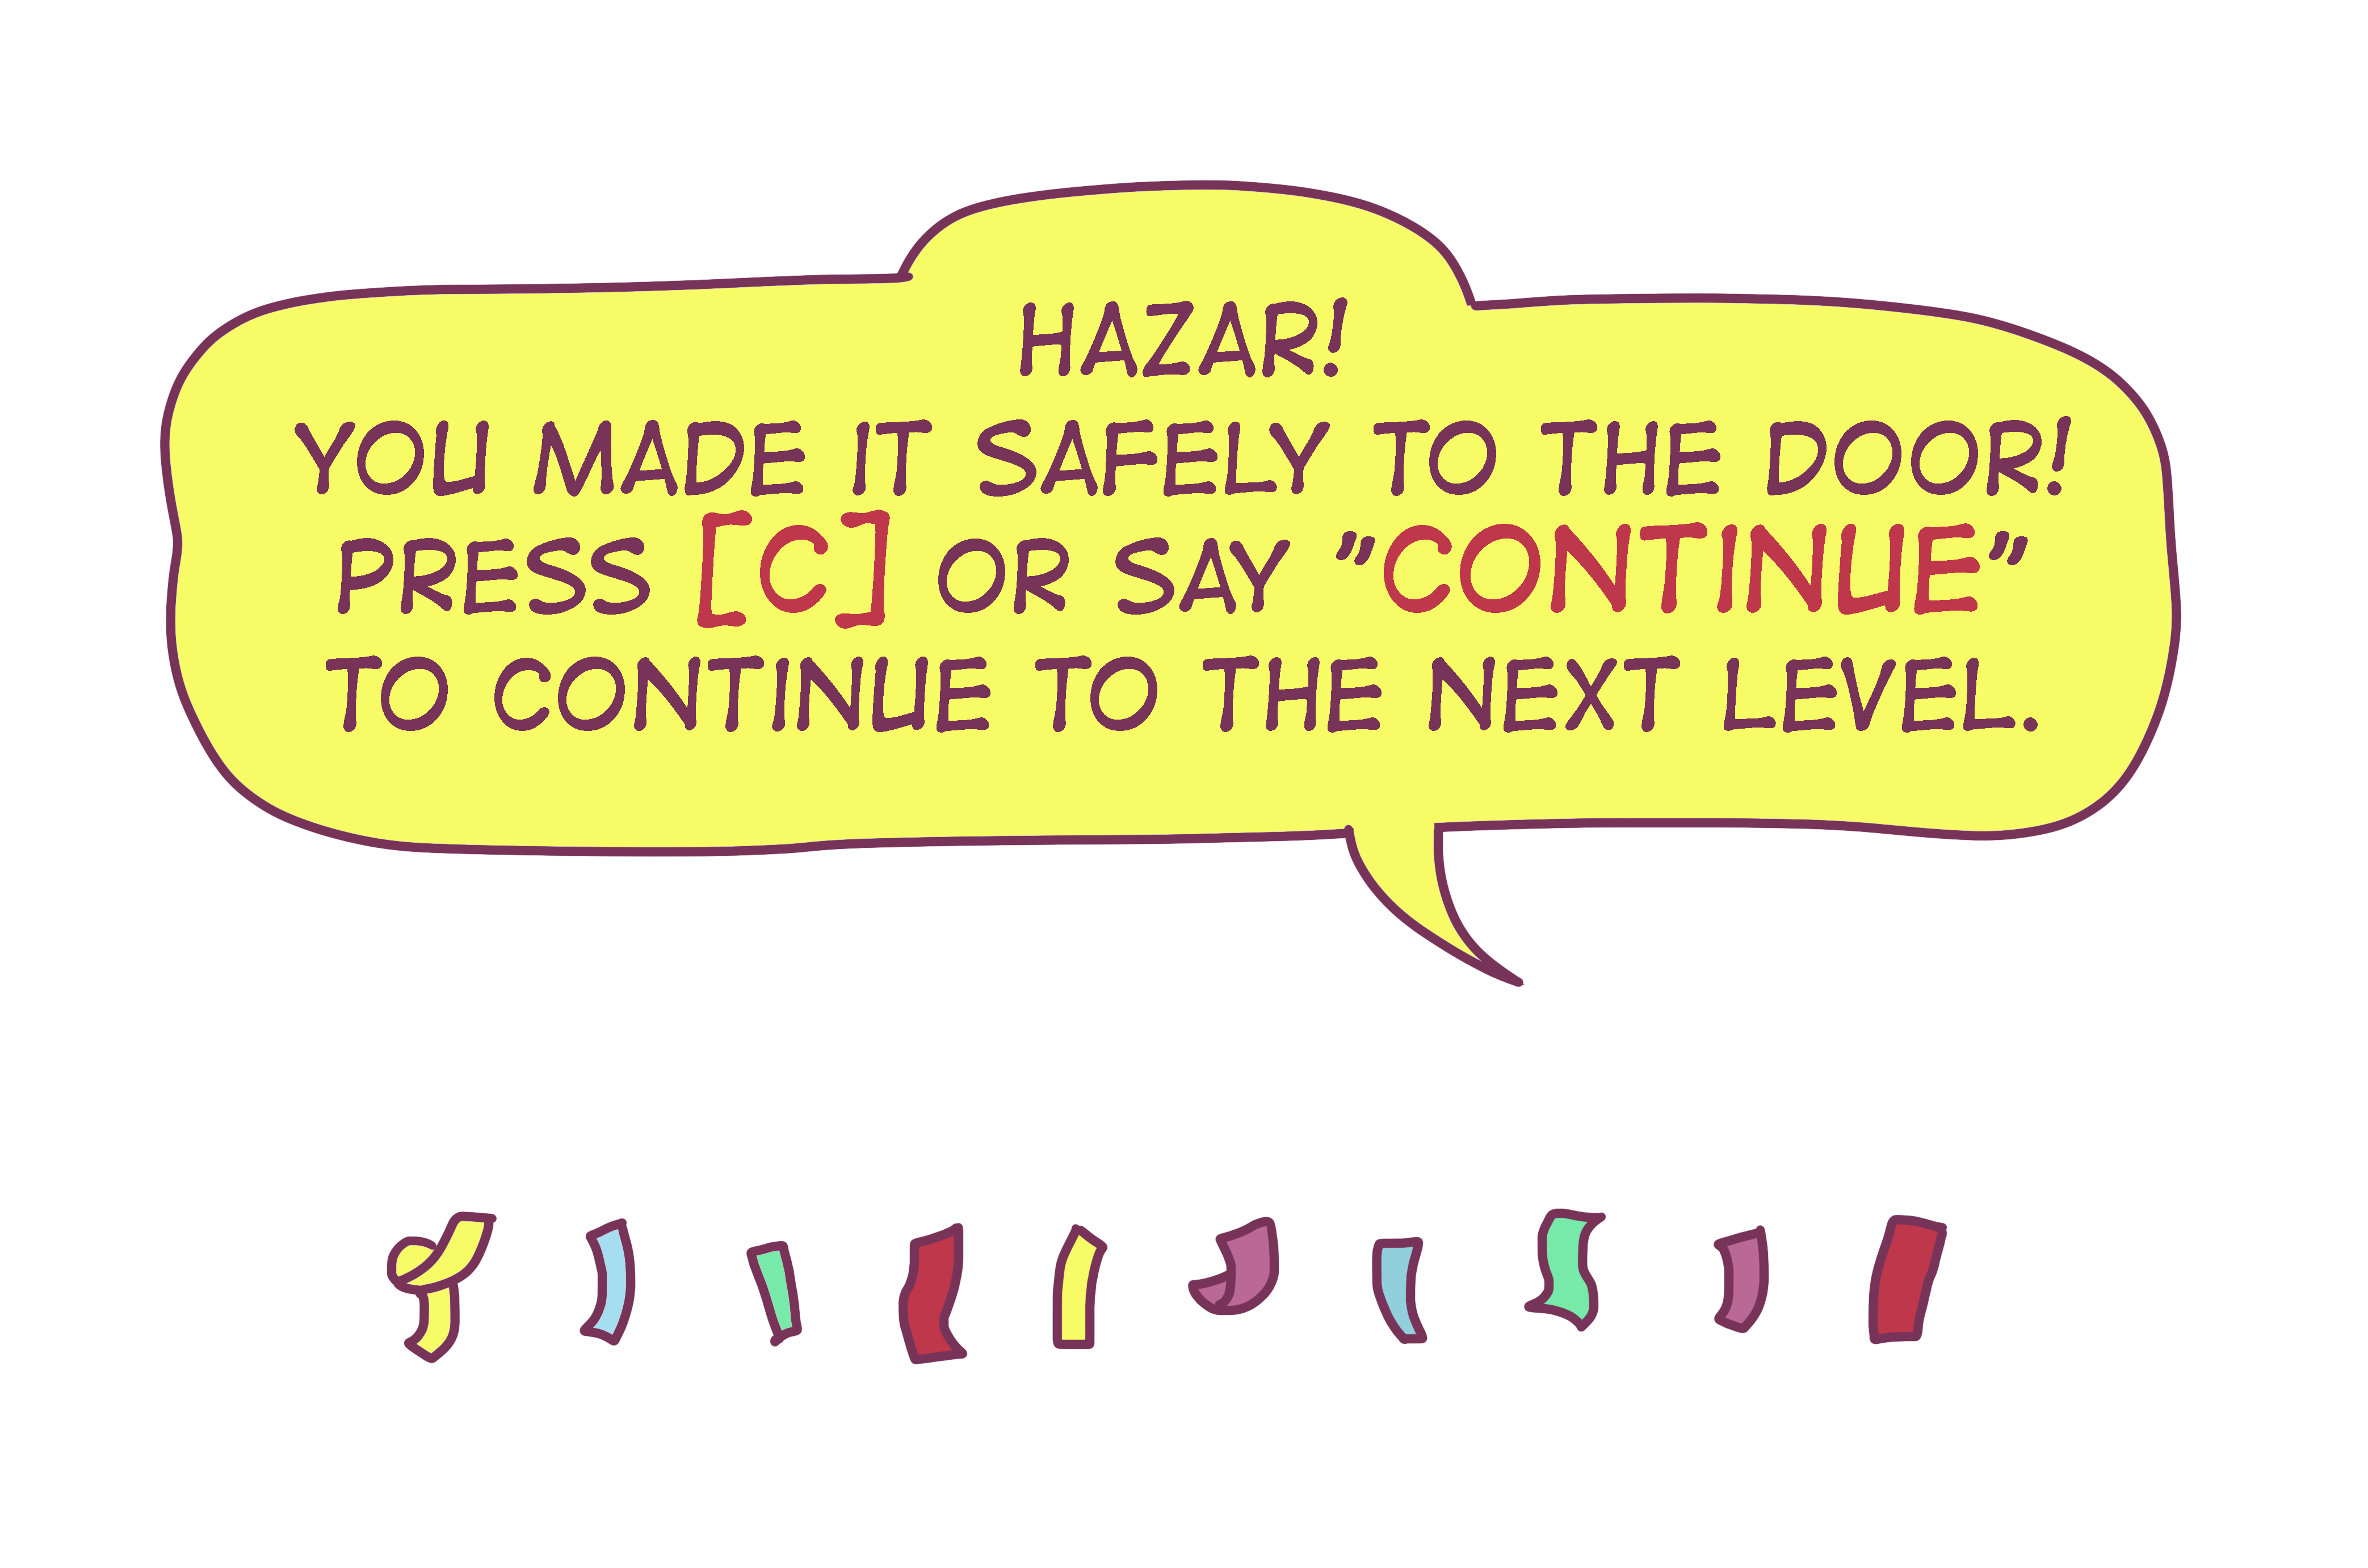 HAZAR!
YOU MADE IT SAFELY TO THE DOOR!
PRESS [C] OR SAY "CONTINUE"
TO CONTINUE TO THE NEXT LEVEL.